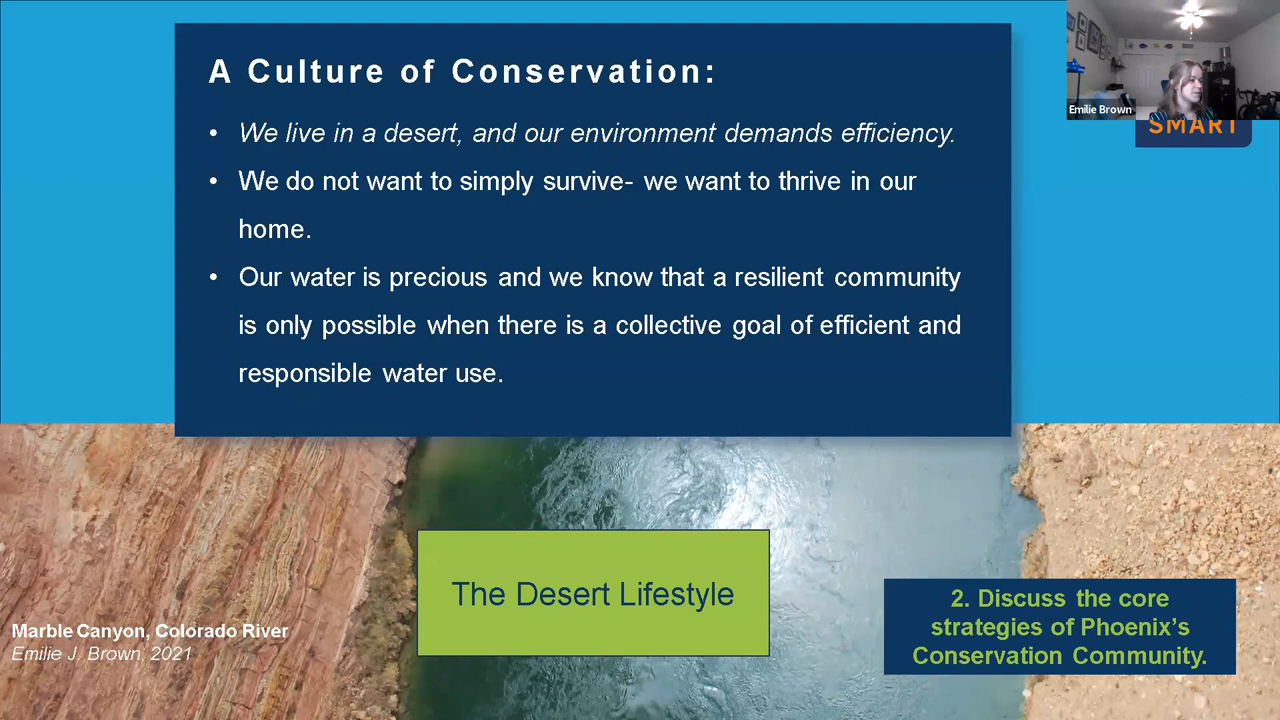 A Culture of Conservation:
• We live in a desert, and our environment demands efficiency.
• We do not want to simply survive- we want to thrive in our
home.
• Our water is precious and we know that a resilient community
is only possible when there is a collective goal of efficient and
responsible water use.
Emilie Brown
SMART
The Desert Lifestyle
2. Discuss the core
strategies of Phoenix's
Conservation Community.
Marble Canyon, Colorado River
Emilie J. Brown, 2021